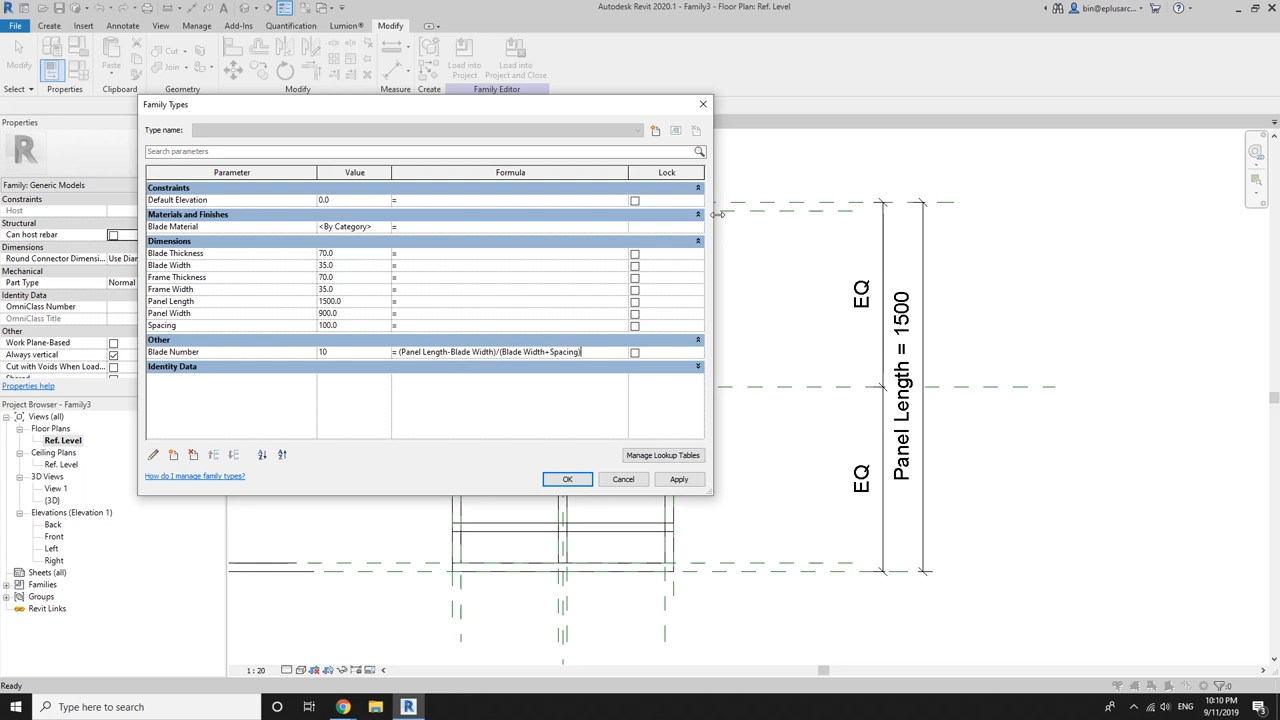 Autodesk Revit 2020.1 - Family3 - Floor Plan: Ref. Level
bin@eplusarc...
File Create Insert Annotate View Manage Add-Ins Quantification Lumion® Modify
Modify
Paste
Cut
Join
Load into Project
Load into Project and Close
Select Properties Clipboard Geometry Modify Measure Create Family Editor
Properties
Family: Generic Models
Constraints
Host
Structural
Can host rebar
Dimensions
Round Connector Dimen... Use Dia
Mechanical
Part Type Normal
Identity Data
OmniClass Number
OmniClass Title
Other
Work Plane-Based
Always vertical
Cut with Voids When Load...
Shared
Properties help
Project Browser - Family3
Views (all)
Floor Plans
Ref. Level
Ceiling Plans
Ref. Level
3D Views
View 1
{3D}
Elevations (Elevation 1)
Back
Front
Left
Right
Sheets (all)
Families
Groups
Revit Links
Family Types
Type name:
Search parameters
Parameter Value Formula Lock
Constraints
Default Elevation 0.0 =
Materials and Finishes
Blade Material <By Category> =
Dimensions
Blade Thickness 70.0 =
Blade Width 35.0 =
Frame Thickness 70.0 =
Frame Width 35.0 =
Panel Length 1500.0 =
Panel Width 900.0 =
Spacing 100.0 =
Other
Blade Number 10 = (Panel Length-Blade Width)/(Blade Width+Spacing)
Identity Data
Manage Lookup Tables
How do I manage family types?
OK Cancel Apply
EQ
EQ
Panel Length = 1500
1 : 20
Ready
:0
Type here to search
ENG
10:10 PM
9/11/2019
3